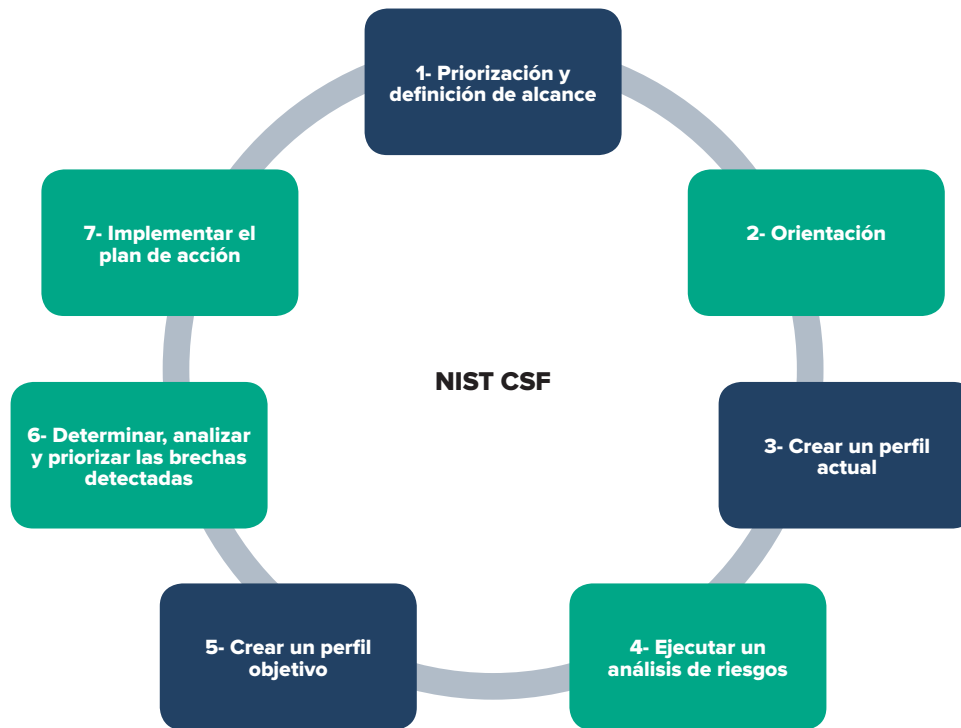 1- Priorización y
definición de alcance
2- Orientación
3- Crear un perfil
actual
4- Ejecutar un
análisis de riesgos
5- Crear un perfil
objetivo
6- Determinar, analizar
y priorizar las brechas
detectadas
7- Implementar el
plan de acción
NIST CSF